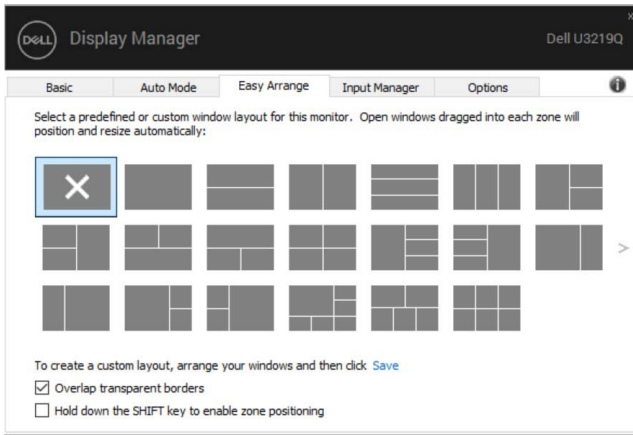 x
DELL Display Manager Dell U3219Q
Basic Auto Mode Easy Arrange Input Manager Options i
Select a predefined or custom window layout for this monitor. Open windows dragged into each zone will
position and resize automatically:
>
To create a custom layout, arrange your windows and then click Save
Overlap transparent borders
Hold down the SHIFT key to enable zone positioning